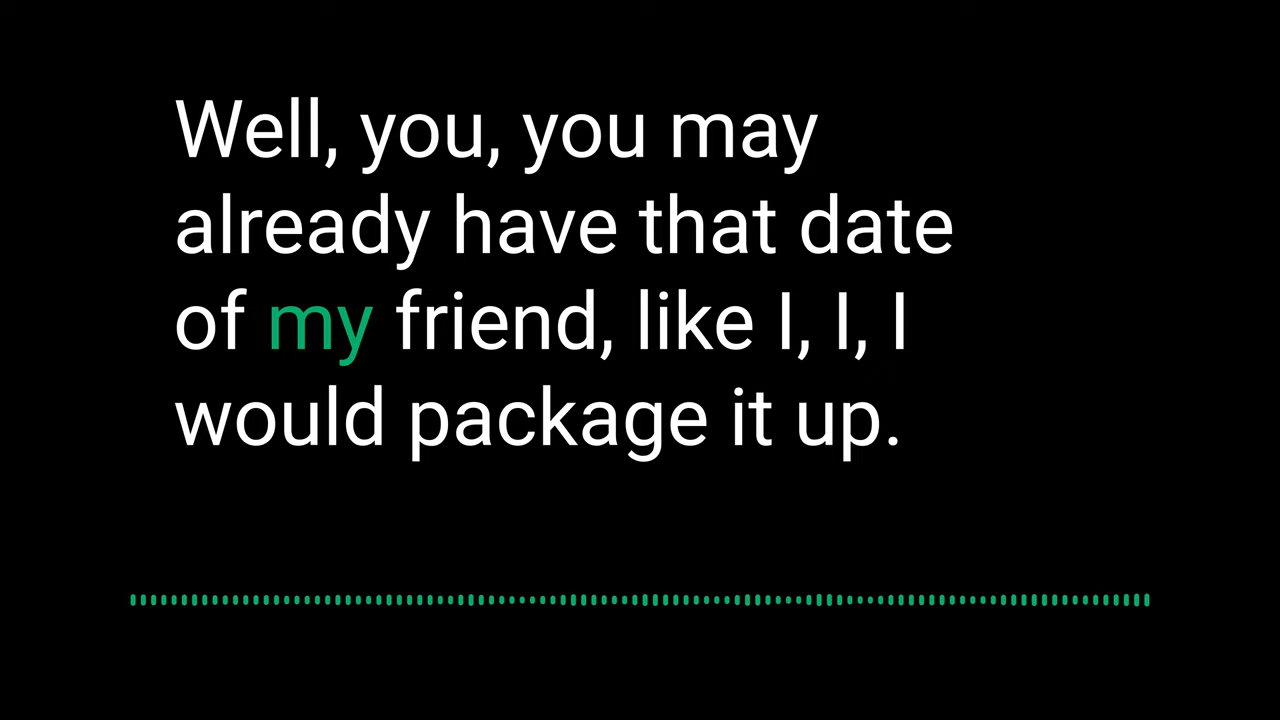 Well, you, you may
already have that date
of my friend, like I, I, I
would package it up.